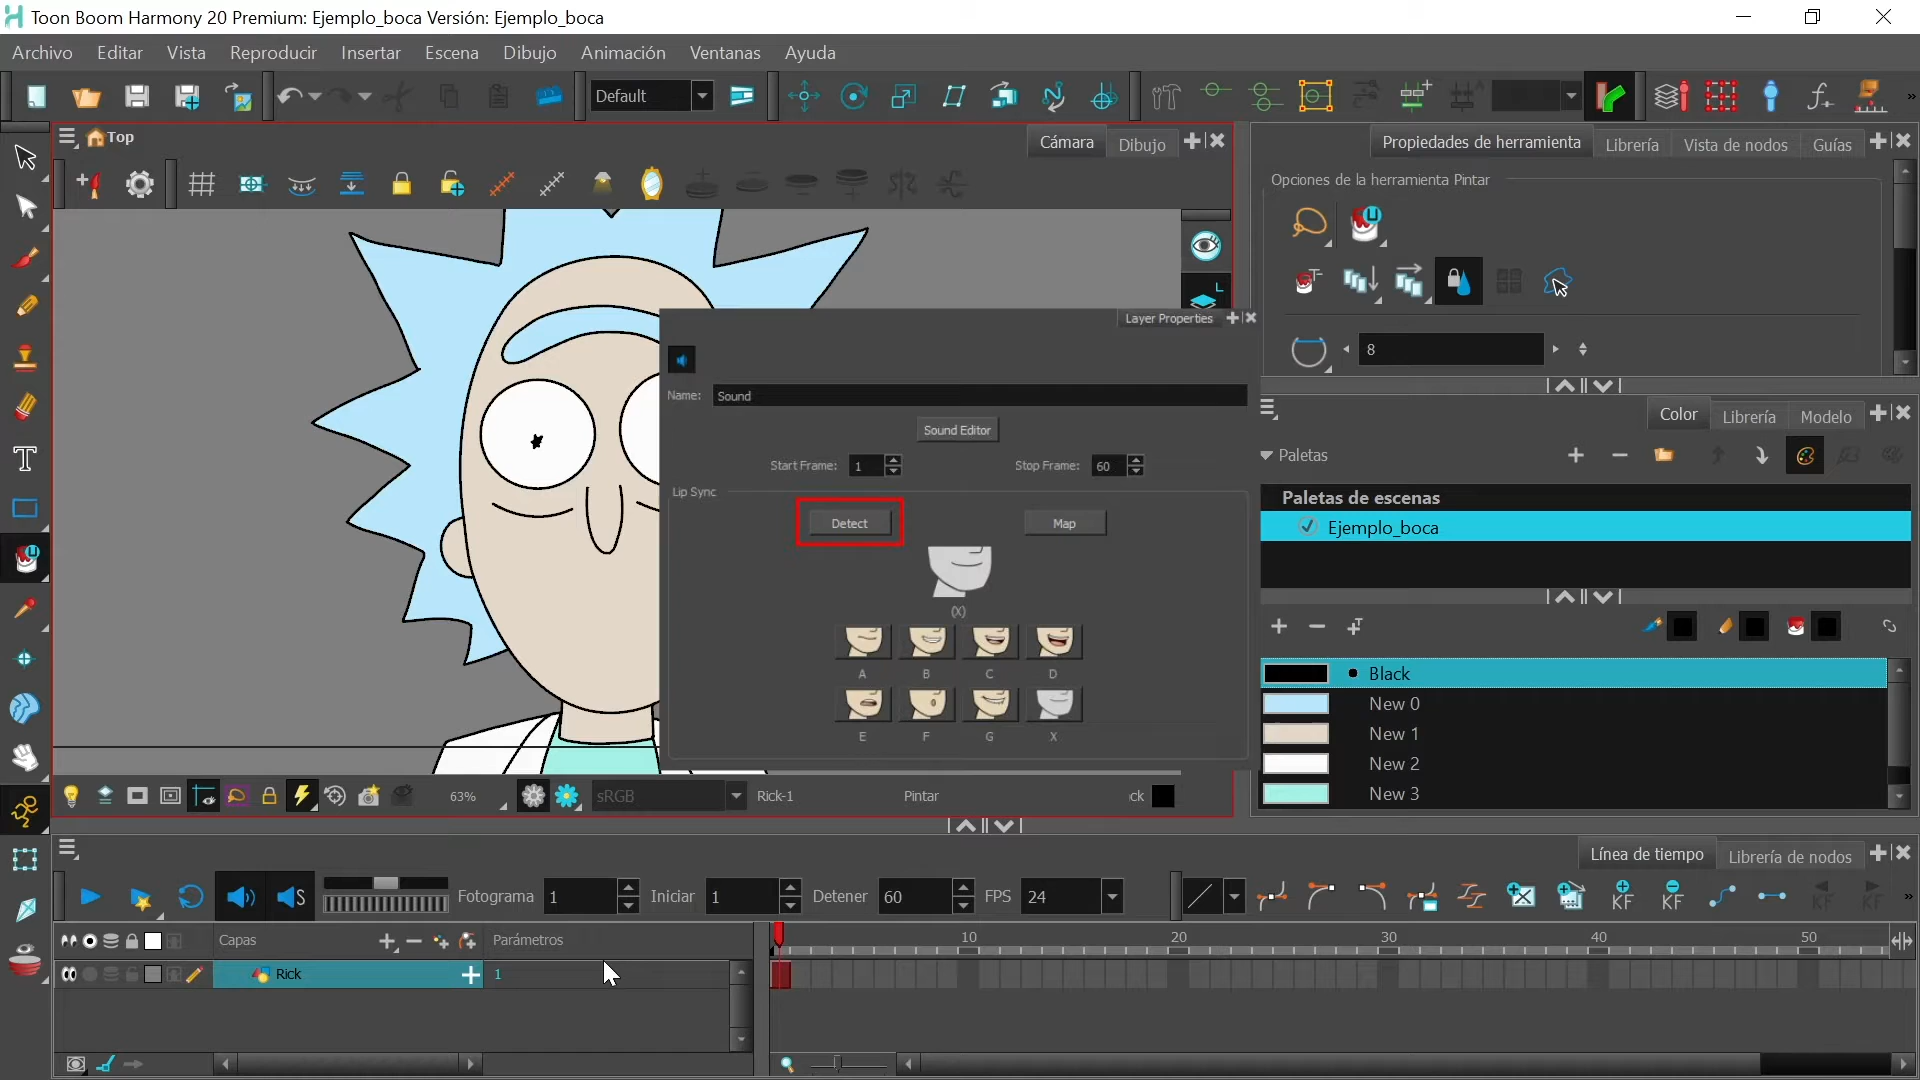 Toon Boom Harmony 20 Premium: Ejemplo_boca Versión: Ejemplo_boca
Archivo Editar Vista Reproducir Insertar Escena Dibujo Animación Ventanas Ayuda
Default
Top
Cámara Dibujo
Propiedades de herramienta Librería Vista de nodos Guías
Opciones de la herramienta Pintar
8
Layer Properties
Name: Sound
Sound Editor
Start Frame: 1 Stop Frame: 60
Lip Sync
Detect Map
(X)
A B C D
E F G X
Color Librería Modelo
Paletas
Paletas de escenas
Ejemplo_boca
Black
New 0
New 1
New 2
New 3
63% sRGB Rick-1 Pintar ck
Línea de tiempo Librería de nodos
Fotograma 1 Iniciar 1 Detener 60 FPS 24
KF KF KF KF
Capas Parámetros
10 20 30 40 50
Rick 1